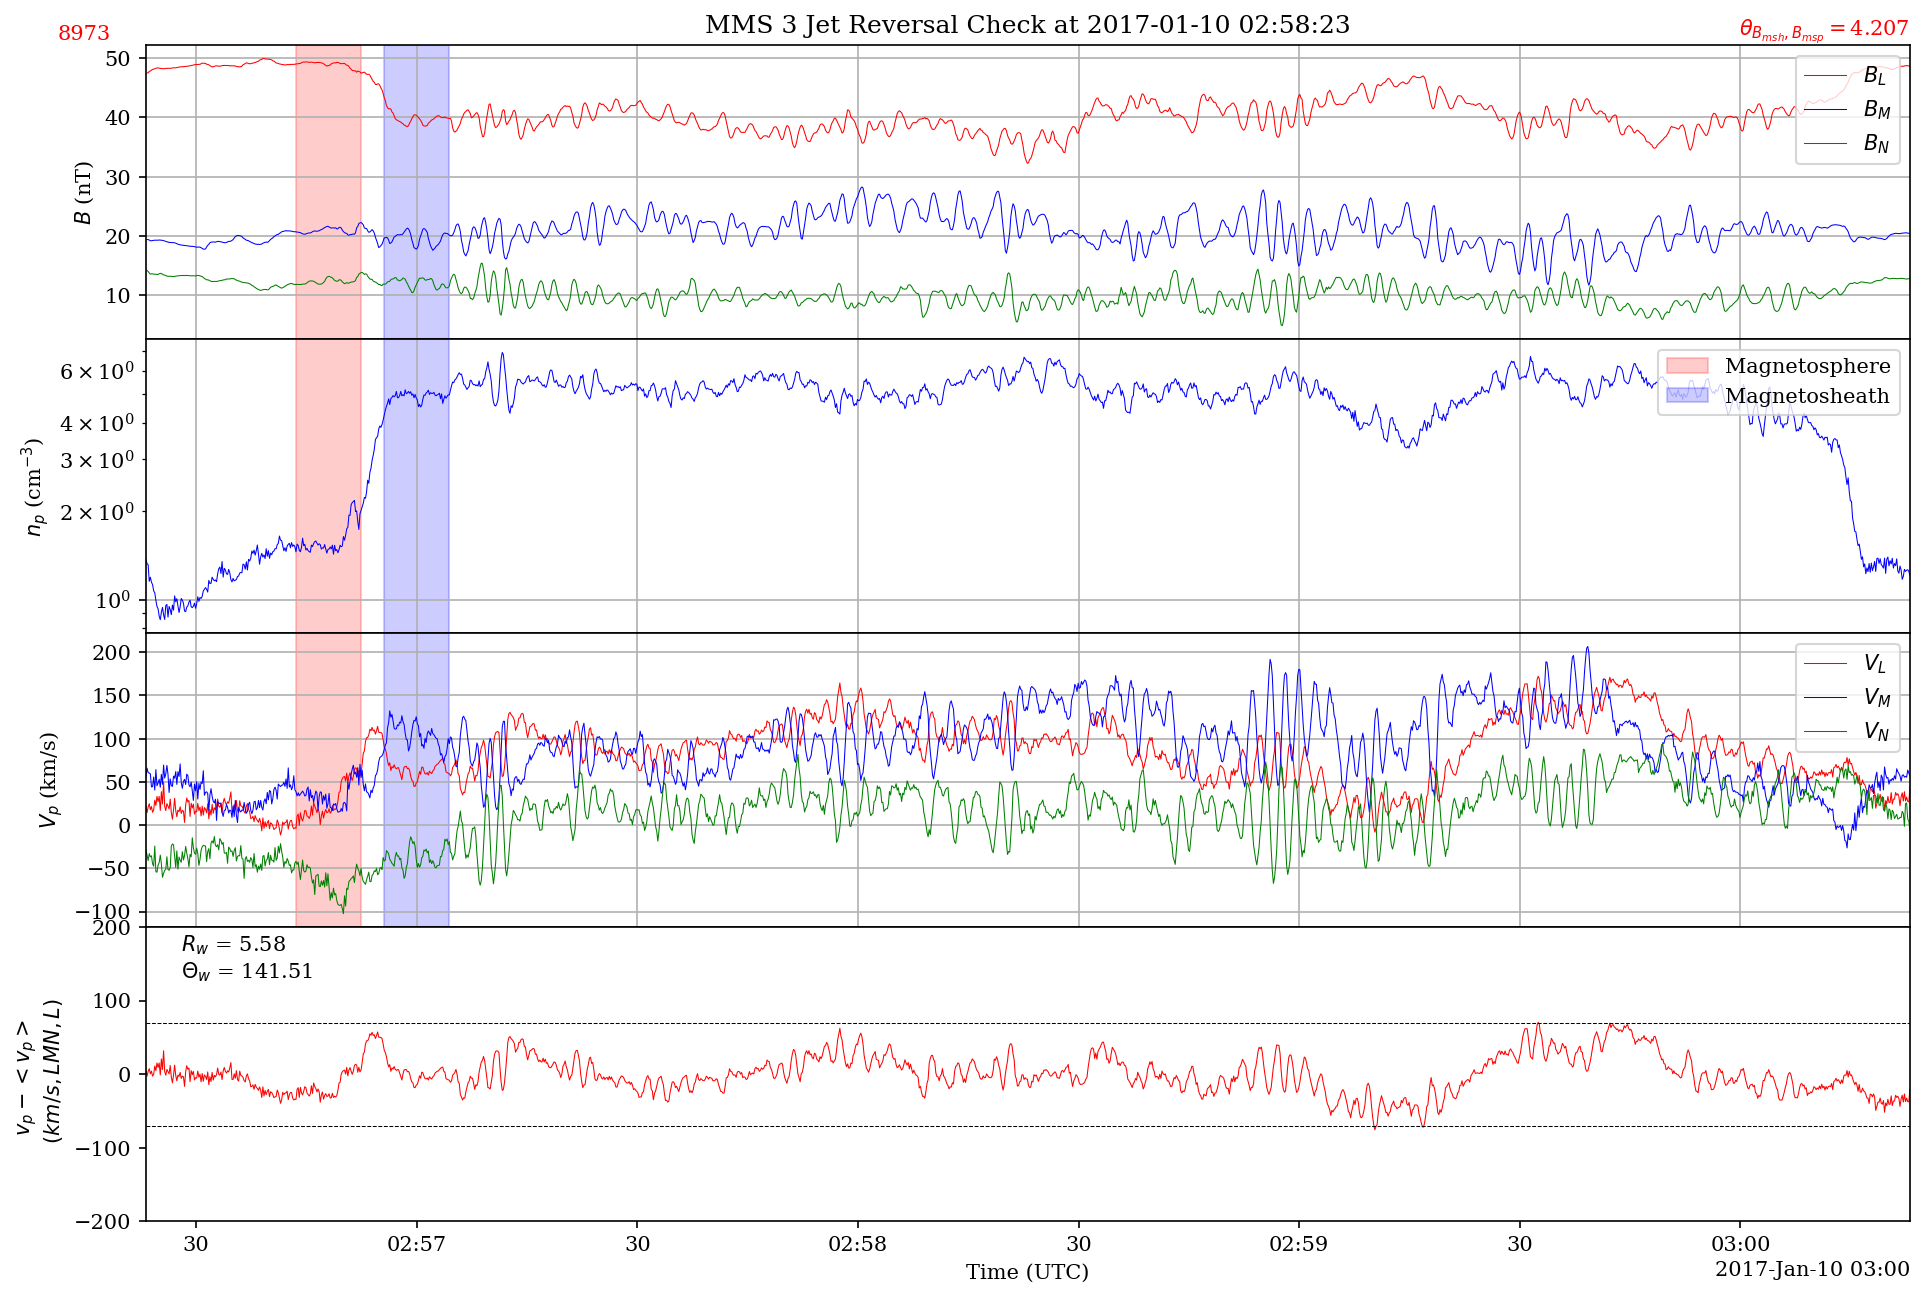 8973
MMS 3 Jet Reversal Check at 2017-01-10 02:58:23
θ_{B_{msh}, B_{msp}} = 4.207
50
40
30
20
10
B (nT)
B_L
B_M
B_N
6 × 10^0
4 × 10^0
3 × 10^0
2 × 10^0
10^0
n_p (cm^{-3})
Magnetosphere
Magnetosheath
200
150
100
50
0
−50
−100
V_p (km/s)
V_L
V_M
V_N
200
100
0
−100
−200
v_p − < v_p >
(km/s, LMN, L)
R_w = 5.58
Θ_w = 141.51
30
02:57
30
02:58
30
02:59
30
03:00
Time (UTC)
2017-Jan-10 03:00